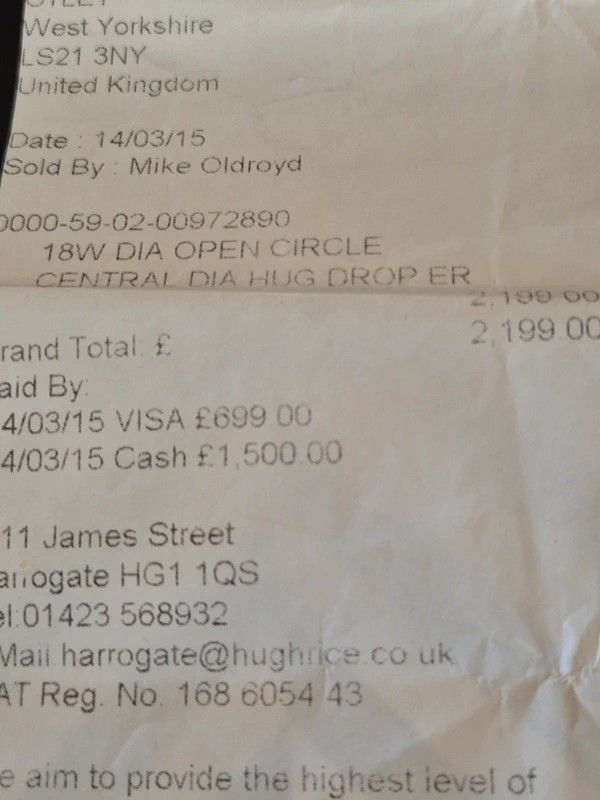 OTLEY
West Yorkshire
LS21 3NY
United Kingdom
Date : 14/03/15
Sold By : Mike Oldroyd
0000-59-02-00972890
18W DIA OPEN CIRCLE
CENTRAL DIA HUG DROP ER
2,199.00
rand Total: £ 2,199.00
aid By:
4/03/15 VISA £699.00
4/03/15 Cash £1,500.00
11 James Street
arrogate HG1 1QS
el:01423 568932
Mail harrogate@hughrice.co.uk
AT Reg. No. 168 6054 43
e aim to provide the highest level of